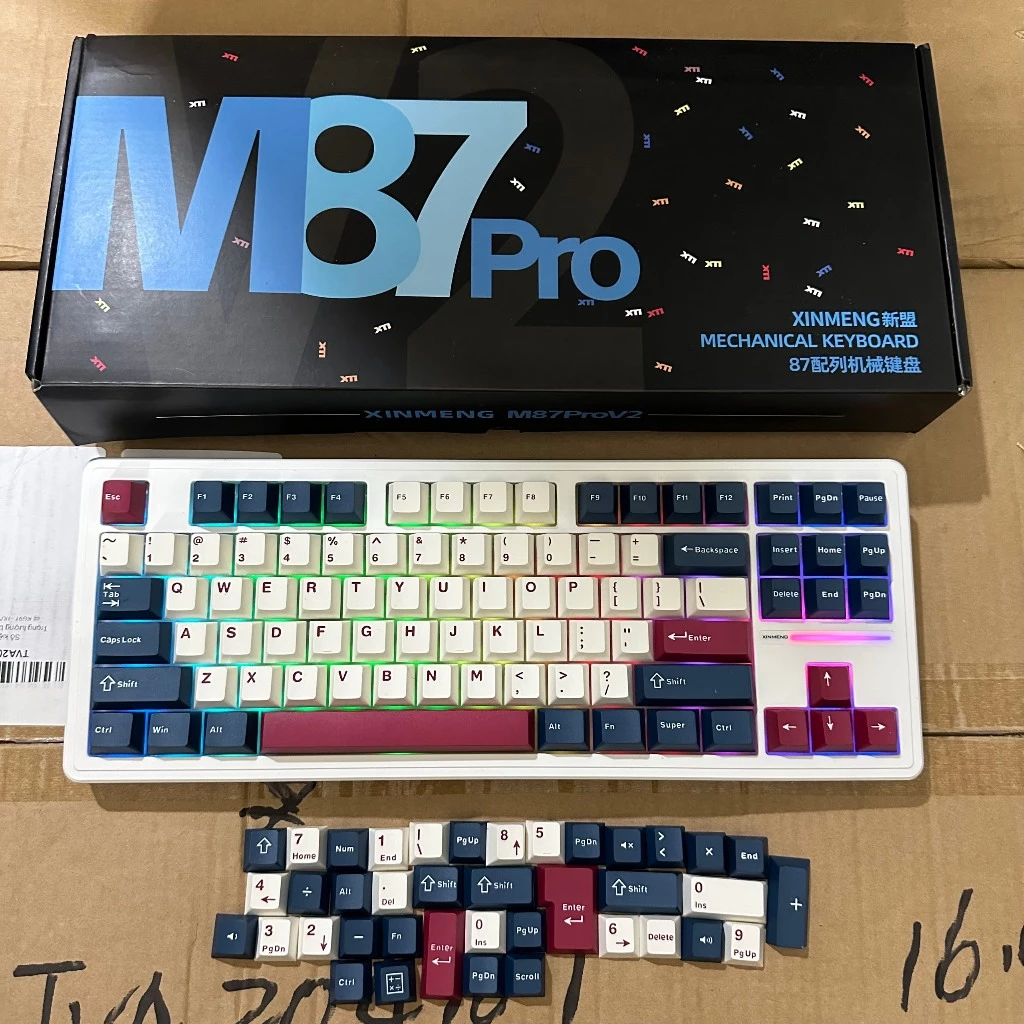 M87 Pro
XINMENG新盟
MECHANICAL KEYBOARD
87配列机械键盘
XINMENG M87ProV2
Esc F1 F2 F3 F4 F5 F6 F7 F8 F9 F10 F11 F12 Print PgDn Pause
~ ` ! 1 @ 2 # 3 $ 4 % 5 ^ 6 & 7 * 8 ( 9 ) 0 — - + = ←Backspace Insert Home PgUp
Tab Q W E R T Y U I O P { [ } ] | \ Delete End PgDn
Caps Lock A S D F G H J K L : ; " ' Enter XINMENG
⇧Shift Z X C V B N M < , > . ? / ⇧Shift ↑
Ctrl Win Alt Alt Fn Super Ctrl ← ↓ →
⇧ 7 Home Num 1 End | \ PgUp 8 ↑ 5 PgDn × > < × End
4 ← ÷ Alt . Del ⇧Shift ⇧Shift Enter ⇧Shift 0 Ins +
3 PgDn 2 ↓ − Fn Enter 0 Ins PgUp 6 → Delete 9 PgUp
Ctrl + - × ÷ PgDn Scroll